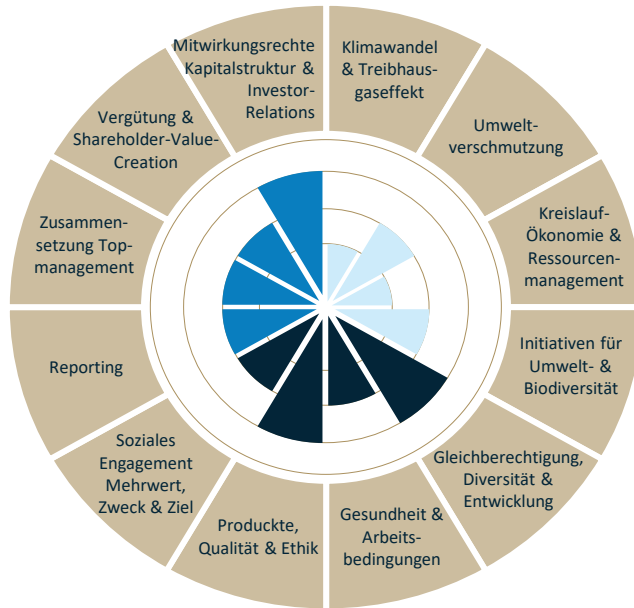 Mitwirkungsrechte
Kapitalstruktur &
Investor-
Relations
Klimawandel
& Treibhaus-
gaseffekt
Umwelt-
verschmutzung
Kreislauf-
Ökonomie &
Ressourcen-
management
Initiativen für
Umwelt- &
Biodiversität
Gleichberechtigung,
Diversität &
Entwicklung
Gesundheit &
Arbeits-
bedingungen
Produckte,
Qualität & Ethik
Soziales
Engagement
Mehrwert,
Zweck & Ziel
Reporting
Zusammen-
setzung Top-
management
Vergütung &
Shareholder-Value-
Creation